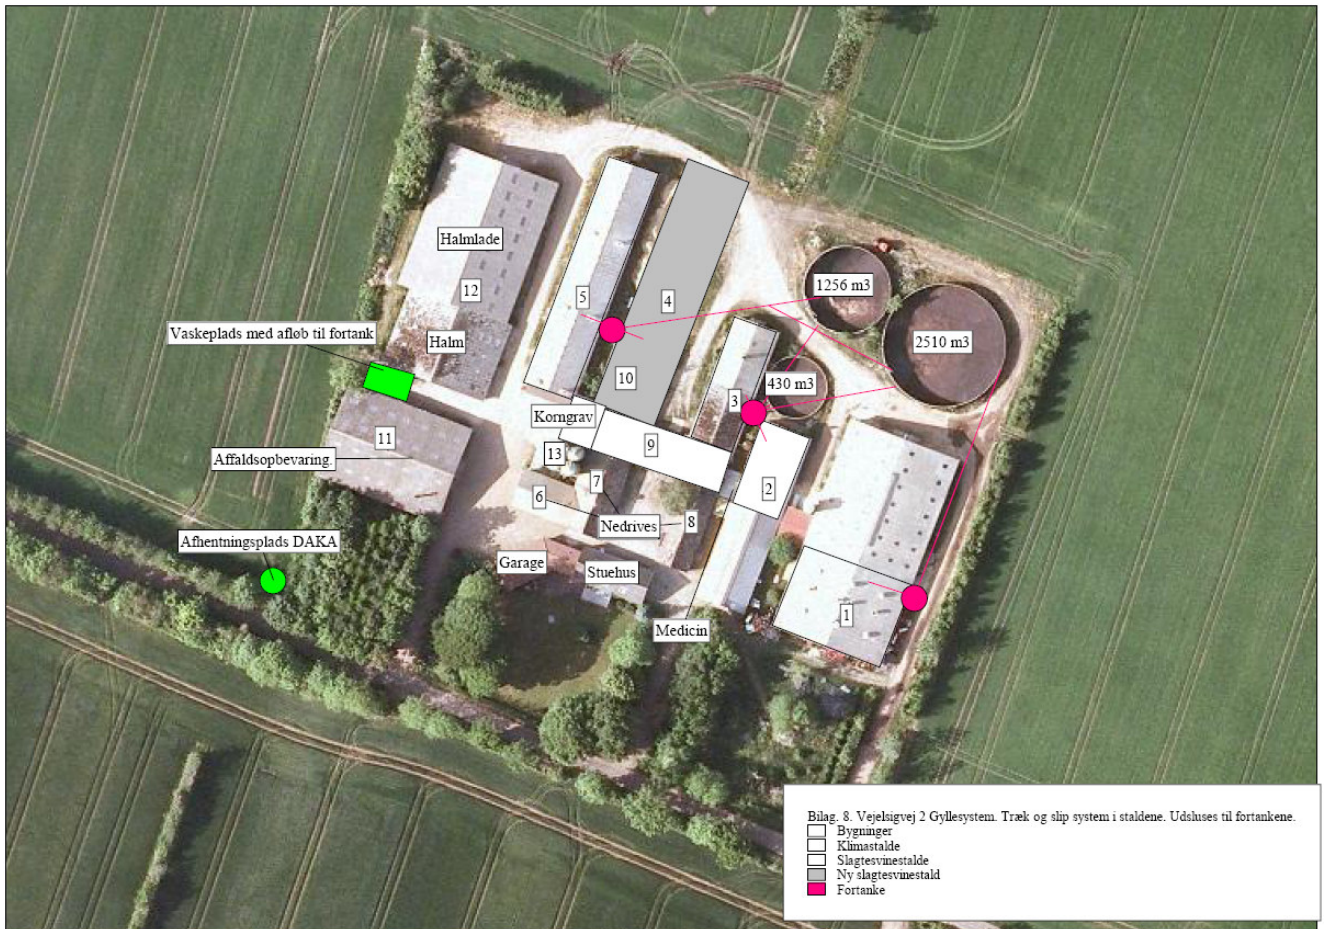 Halmlade
1256 m3
12
5
4
Vaskeplads med afløb til fortank
Halm
2510 m3
10
430 m3
3
Korngrav
11
9
Affaldsopbevaring.
13
7
2
6
8
Nedrives
Afhentningsplads DAKA
Garage
Stuehus
1
Medicin
Bilag. 8. Vejelsigvej 2 Gyllesystem. Træk og slip system i staldene. Udsluses til fortankene.
Bygninger
Klimastalde
Slagtesvinestalde
Ny slagtesvinestald
Fortanke